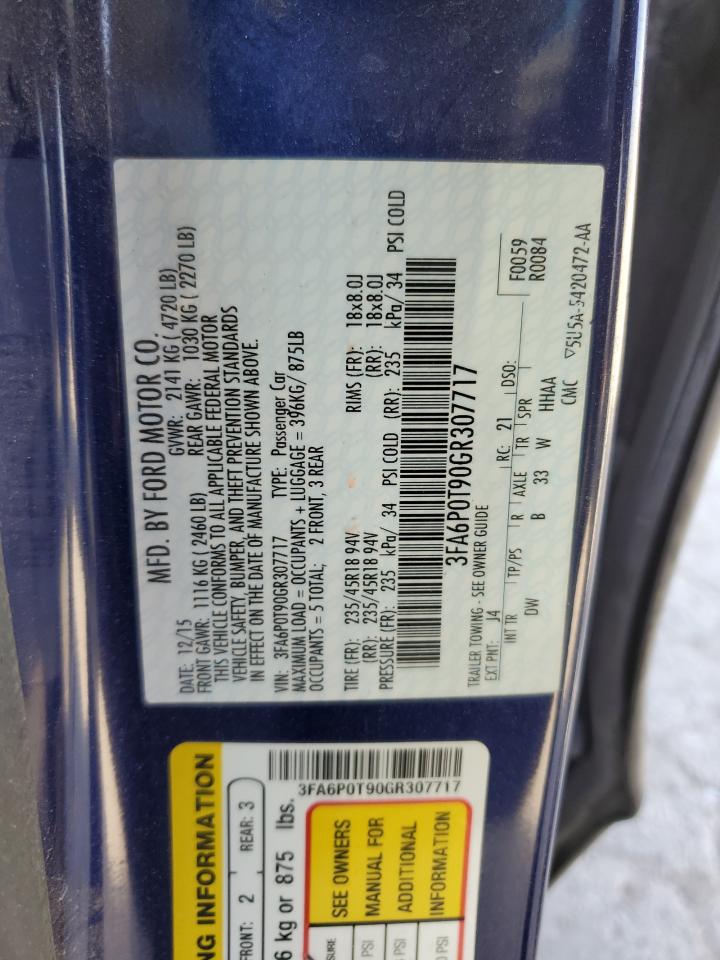 MFD. BY FORD MOTOR CO.
DATE: 12/15 GVWR: 2141 KG ( 4720 LB)
FRONT GAWR: 1116 KG ( 2460 LB) REAR GAWR: 1030 KG ( 2270 LB)
THIS VEHICLE CONFORMS TO ALL APPLICABLE FEDERAL MOTOR
VEHICLE SAFETY, BUMPER, AND THEFT PREVENTION STANDARDS
IN EFFECT ON THE DATE OF MANUFACTURE SHOWN ABOVE.
VIN: 3FA6P0T90GR307717 TYPE: Passenger Car
MAXIMUM LOAD = OCCUPANTS + LUGGAGE = 396KG/ 875LB
OCCUPANTS = 5 TOTAL; 2 FRONT, 3 REAR
TIRE (FR): 235/45R18 94V RIMS (FR): 18x8.0J
(RR): 235/45R18 94V (RR): 18x8.0J
PRESSURE (FR): 235 kPa/ 34 PSI COLD (RR): 235 kPa/ 34 PSI COLD
3FA6P0T90GR307717
TRAILER TOWING - SEE OWNER GUIDE
F0059
R0084
EXT PNT: J4 RC: 21 DSO:
INT TR TP/PS R AXLE TR SPR
DW B 33 W HHAA
CMC 5U5A-5420472-AA
NG INFORMATION
FRONT: 2 REAR: 3
6 kg or 875 lbs.
3FA6P0T90GR307717
SEE OWNERS
MANUAL FOR
ADDITIONAL
INFORMATION
PSI
PSI
PSI